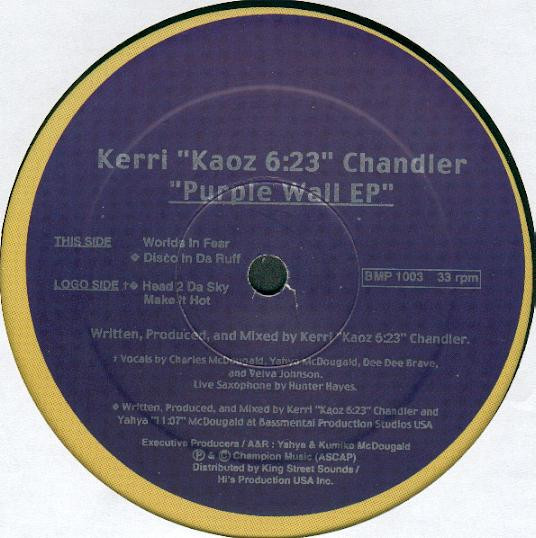 Kerri "Kaoz 6:23" Chandler
"Purple Wall EP"
THIS SIDE Worlds In Fear
◆ Disco In Da Ruff
LOGO SIDE †◆ Head 2 Da Sky
Make It Hot
BMP 1003 33 rpm
Written, Produced, and Mixed by Kerri "Kaoz 6:23" Chandler.
† Vocals by Charles McDougald, Yahya McDougald, Dee Dee Brave,
and Velva Johnson.
Live Saxophone by Hunter Hayes.
◆ Written, Produced, and Mixed by Kerri "Kaoz 6:23" Chandler and
Yahya "11:07" McDougald at Bassmental Production Studios USA
Executive Producers / A&R : Yahya & Kumiko McDougald
Ⓟ & © Champion Music (ASCAP)
Distributed by King Street Sounds /
Hi's Production USA Inc.